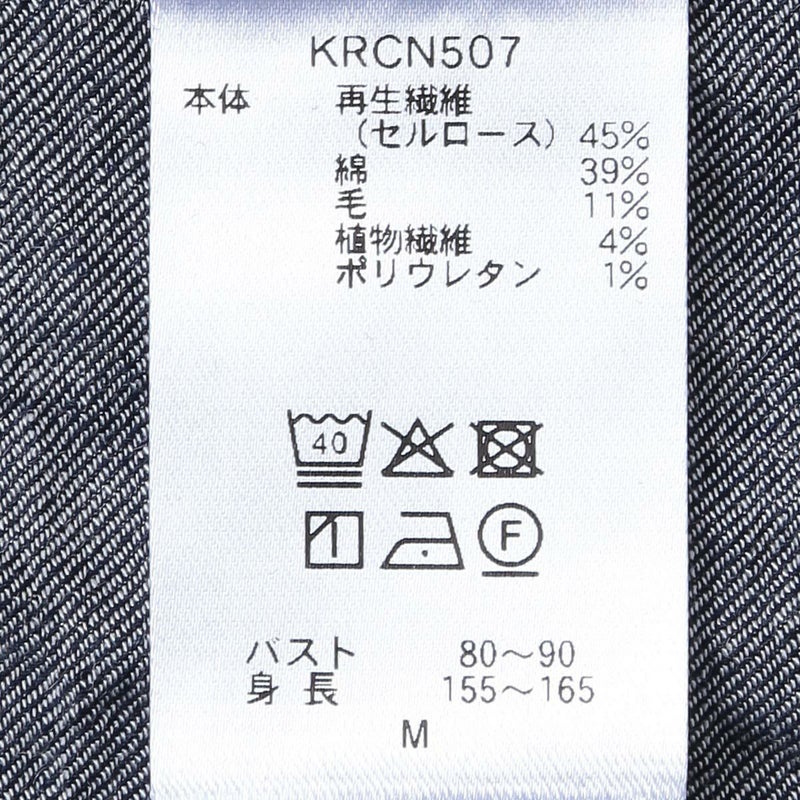 KRCN507
本体 再生繊維
（セルロース） 45%
綿 39%
毛 11%
植物繊維 4%
ポリウレタン 1%
40
F
バスト 80～90
身長 155～165
M